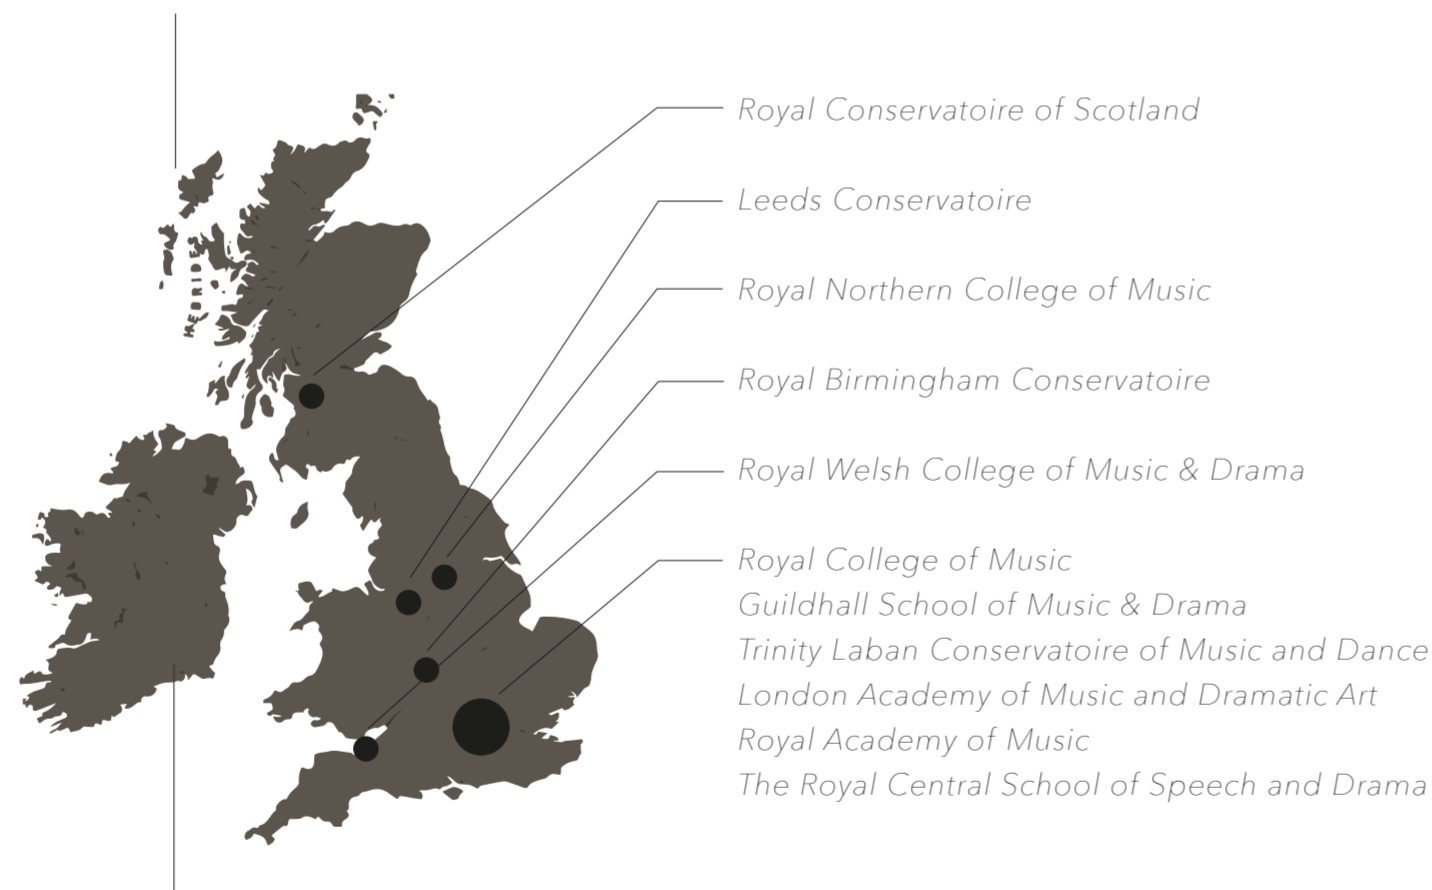 Royal Conservatoire of Scotland
Leeds Conservatoire
Royal Northern College of Music
Royal Birmingham Conservatoire
Royal Welsh College of Music & Drama
Royal College of Music
Guildhall School of Music & Drama
Trinity Laban Conservatoire of Music and Dance
London Academy of Music and Dramatic Art
Royal Academy of Music
The Royal Central School of Speech and Drama
HEBRIDE